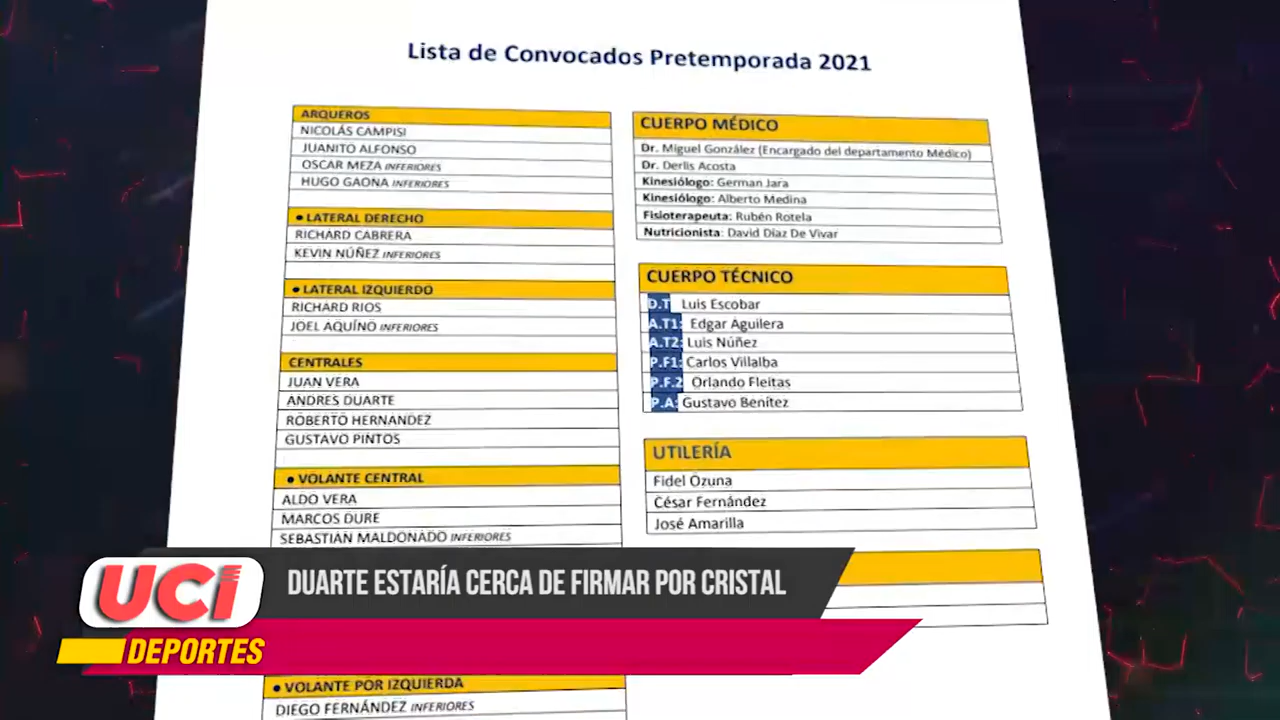 Lista de Convocados Pretemporada 2021
ARQUEROS
NICOLÁS CAMPISI
JUANITO ALFONSO
OSCAR MEZA INFERIORES
HUGO GAONA INFERIORES
● LATERAL DERECHO
RICHARD CABRERA
KEVIN NÚÑEZ INFERIORES
● LATERAL IZQUIERDO
RICHARD RIOS
JOEL AQUÍNO INFERIORES
CENTRALES
JUAN VERA
ANDRES DUARTE
ROBERTO HERNANDEZ
GUSTAVO PINTOS
● VOLANTE CENTRAL
ALDO VERA
MARCOS DURE
SEBASTIAN MALDONADO INFERIORES
● VOLANTE POR IZQUIERDA
DIEGO FERNÁNDEZ INFERIORES
CUERPO MÉDICO
Dr. Miguel González (Encargado del departamento Médico)
Dr. Derlis Acosta
Kinesiólogo: German Jara
Kinesiólogo: Alberto Medina
Fisioterapeuta: Rubén Rotela
Nutricionista: David Diaz De Vivar
CUERPO TÉCNICO
D.T Luis Escobar
A.T1: Edgar Aguilera
A.T2: Luis Núñez
P.F1: Carlos Villalba
P.F.2 Orlando Fleitas
P.A: Gustavo Benítez
UTILERÍA
Fidel Ozuna
César Fernández
José Amarilla
DUARTE ESTARÍA CERCA DE FIRMAR POR CRISTAL
UCI
DEPORTES